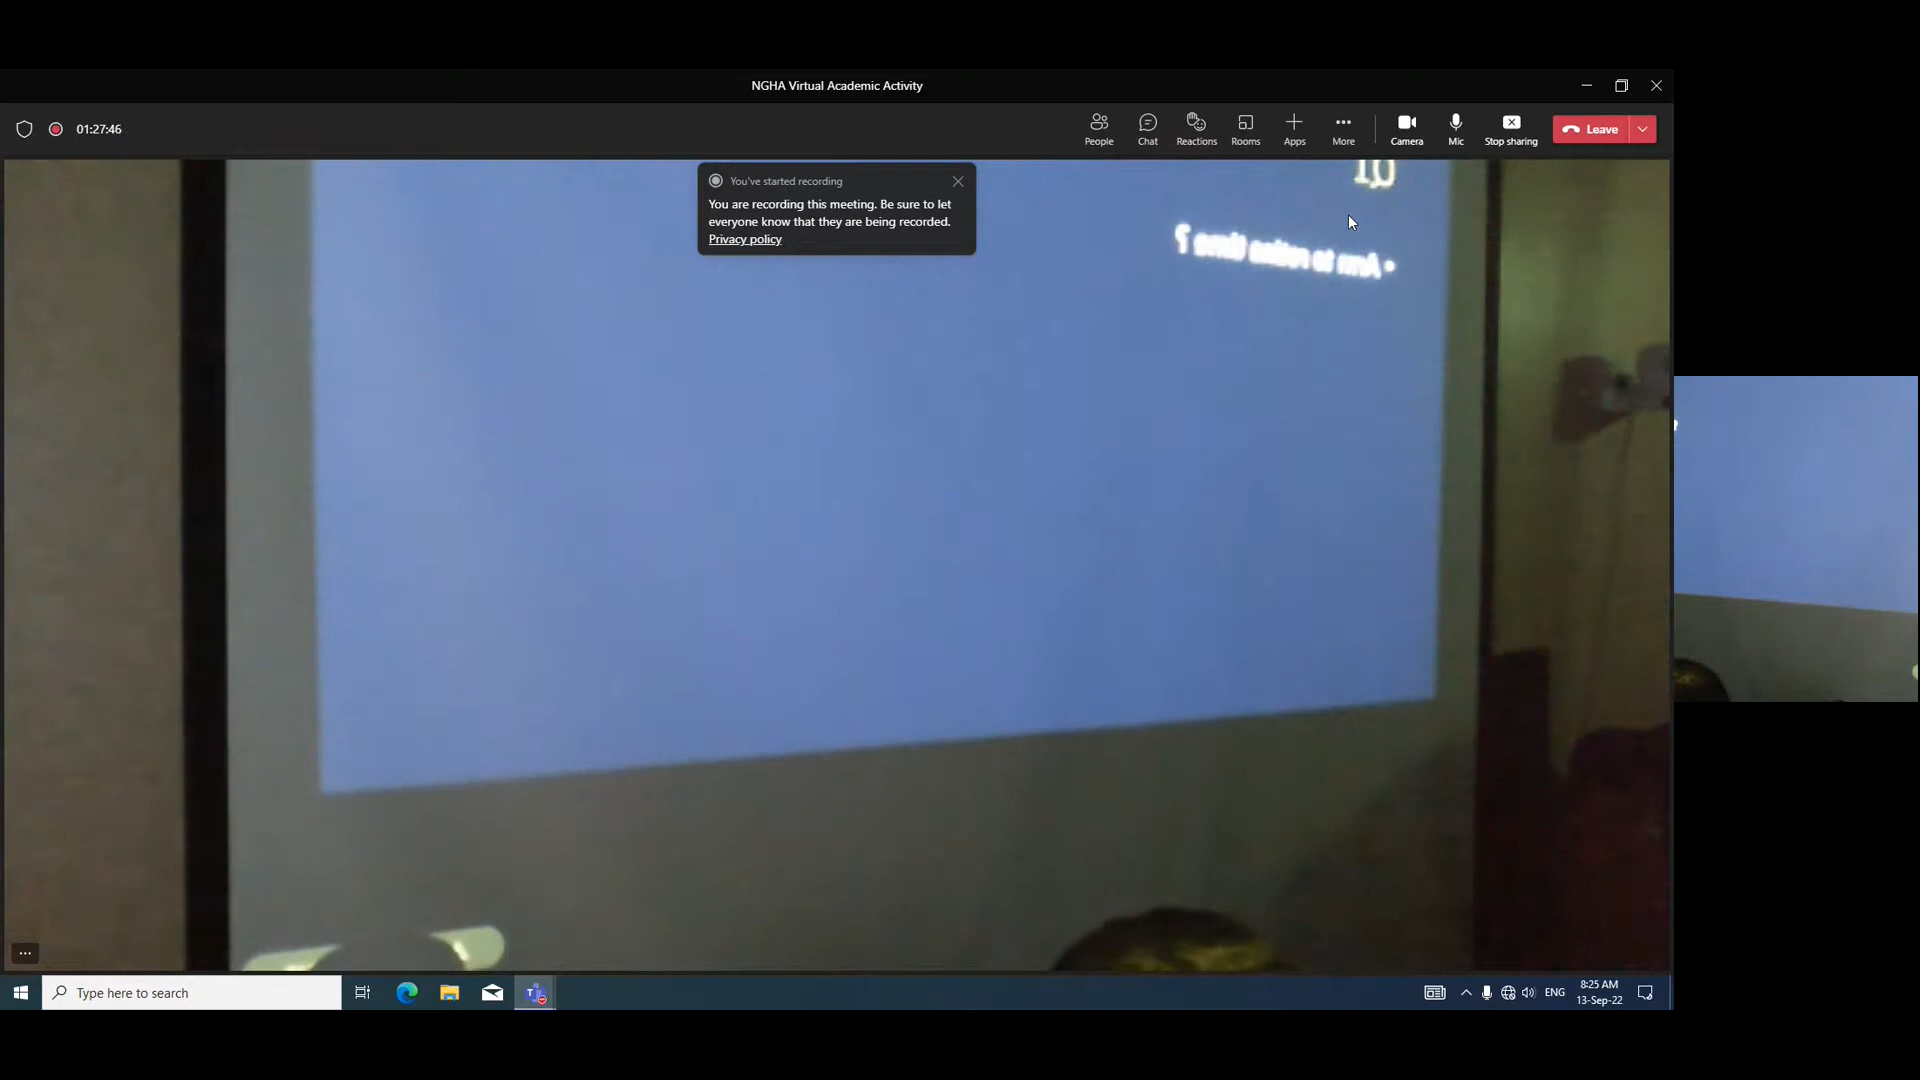 NGHA Virtual Academic Activity
01:27:46
People
Chat
Reactions
Rooms
Apps
More
Camera
Mic
Stop sharing
Leave
You've started recording
You are recording this meeting. Be sure to let
everyone know that they are being recorded.
Privacy policy
Q1
Type here to search
ENG
8:25 AM
13-Sep-22